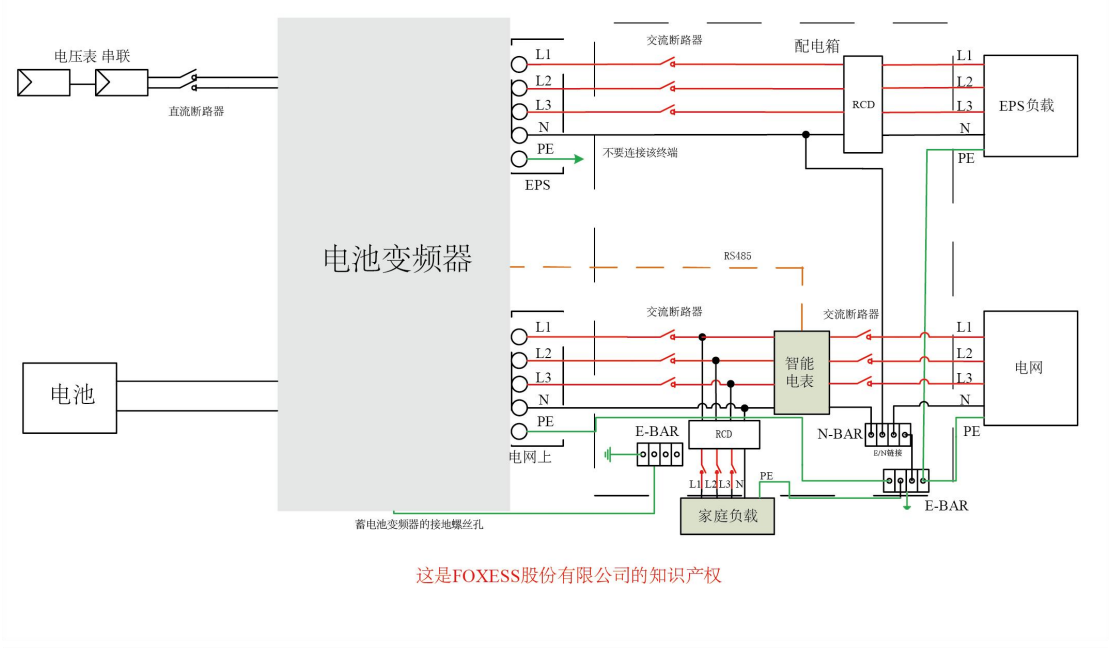 电压表 串联
直流断路器
电池变频器
电池
L1
L2
L3
N
PE
EPS
交流断路器
配电箱
RCD
不要连接该终端
L1
L2
L3
N
PE
EPS负载
RS485
L1
L2
L3
N
PE
电网上
交流断路器
智能
电表
交流断路器
L1
L2
L3
N
PE
电网
E-BAR
RCD
N-BAR
E/N链接
L1 L2 L3 N
PE
E-BAR
家庭负载
蓄电池变频器的接地螺丝孔
这是FOXESS股份有限公司的知识产权